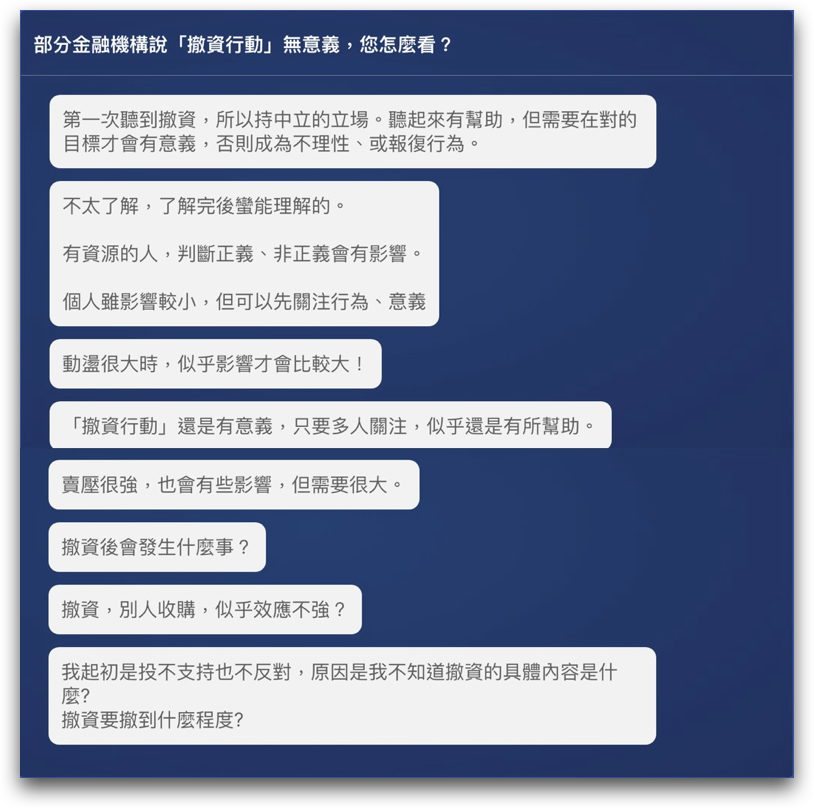 部分金融機構說「撤資行動」無意義，您怎麼看？
第一次聽到撤資，所以持中立的立場。聽起來有幫助，但需要在對的
目標才會有意義，否則成為不理性、或報復行為。
不太了解，了解完後蠻能理解的。
有資源的人，判斷正義、非正義會有影響。
個人雖影響較小，但可以先關注行為、意義
動盪很大時，似乎影響才會比較大！
「撤資行動」還是有意義，只要多人關注，似乎還是有所幫助。
賣壓很強，也會有些影響，但需要很大。
撤資後會發生什麼事？
撤資，別人收購，似乎效應不強？
我起初是投不支持也不反對，原因是我不知道撤資的具體內容是什
麼?
撤資要撤到什麼程度?